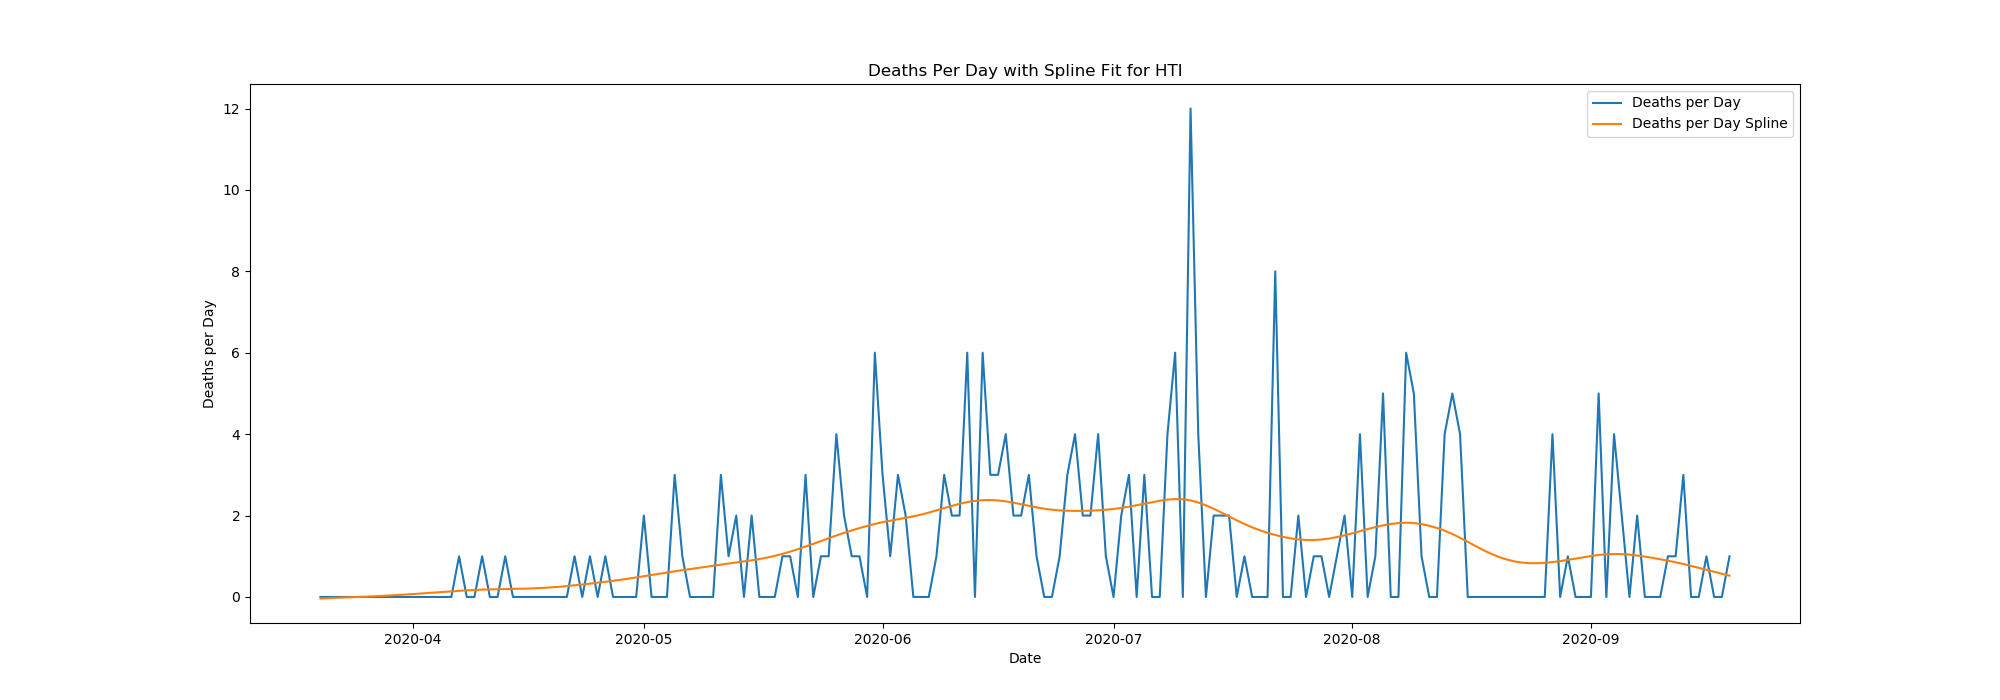 Deaths Per Day with Spline Fit for HTI
Deaths per Day
Deaths per Day Spline
Deaths per Day
12
10
8
6
4
2
0
2020-04
2020-05
2020-06
2020-07
2020-08
2020-09
Date